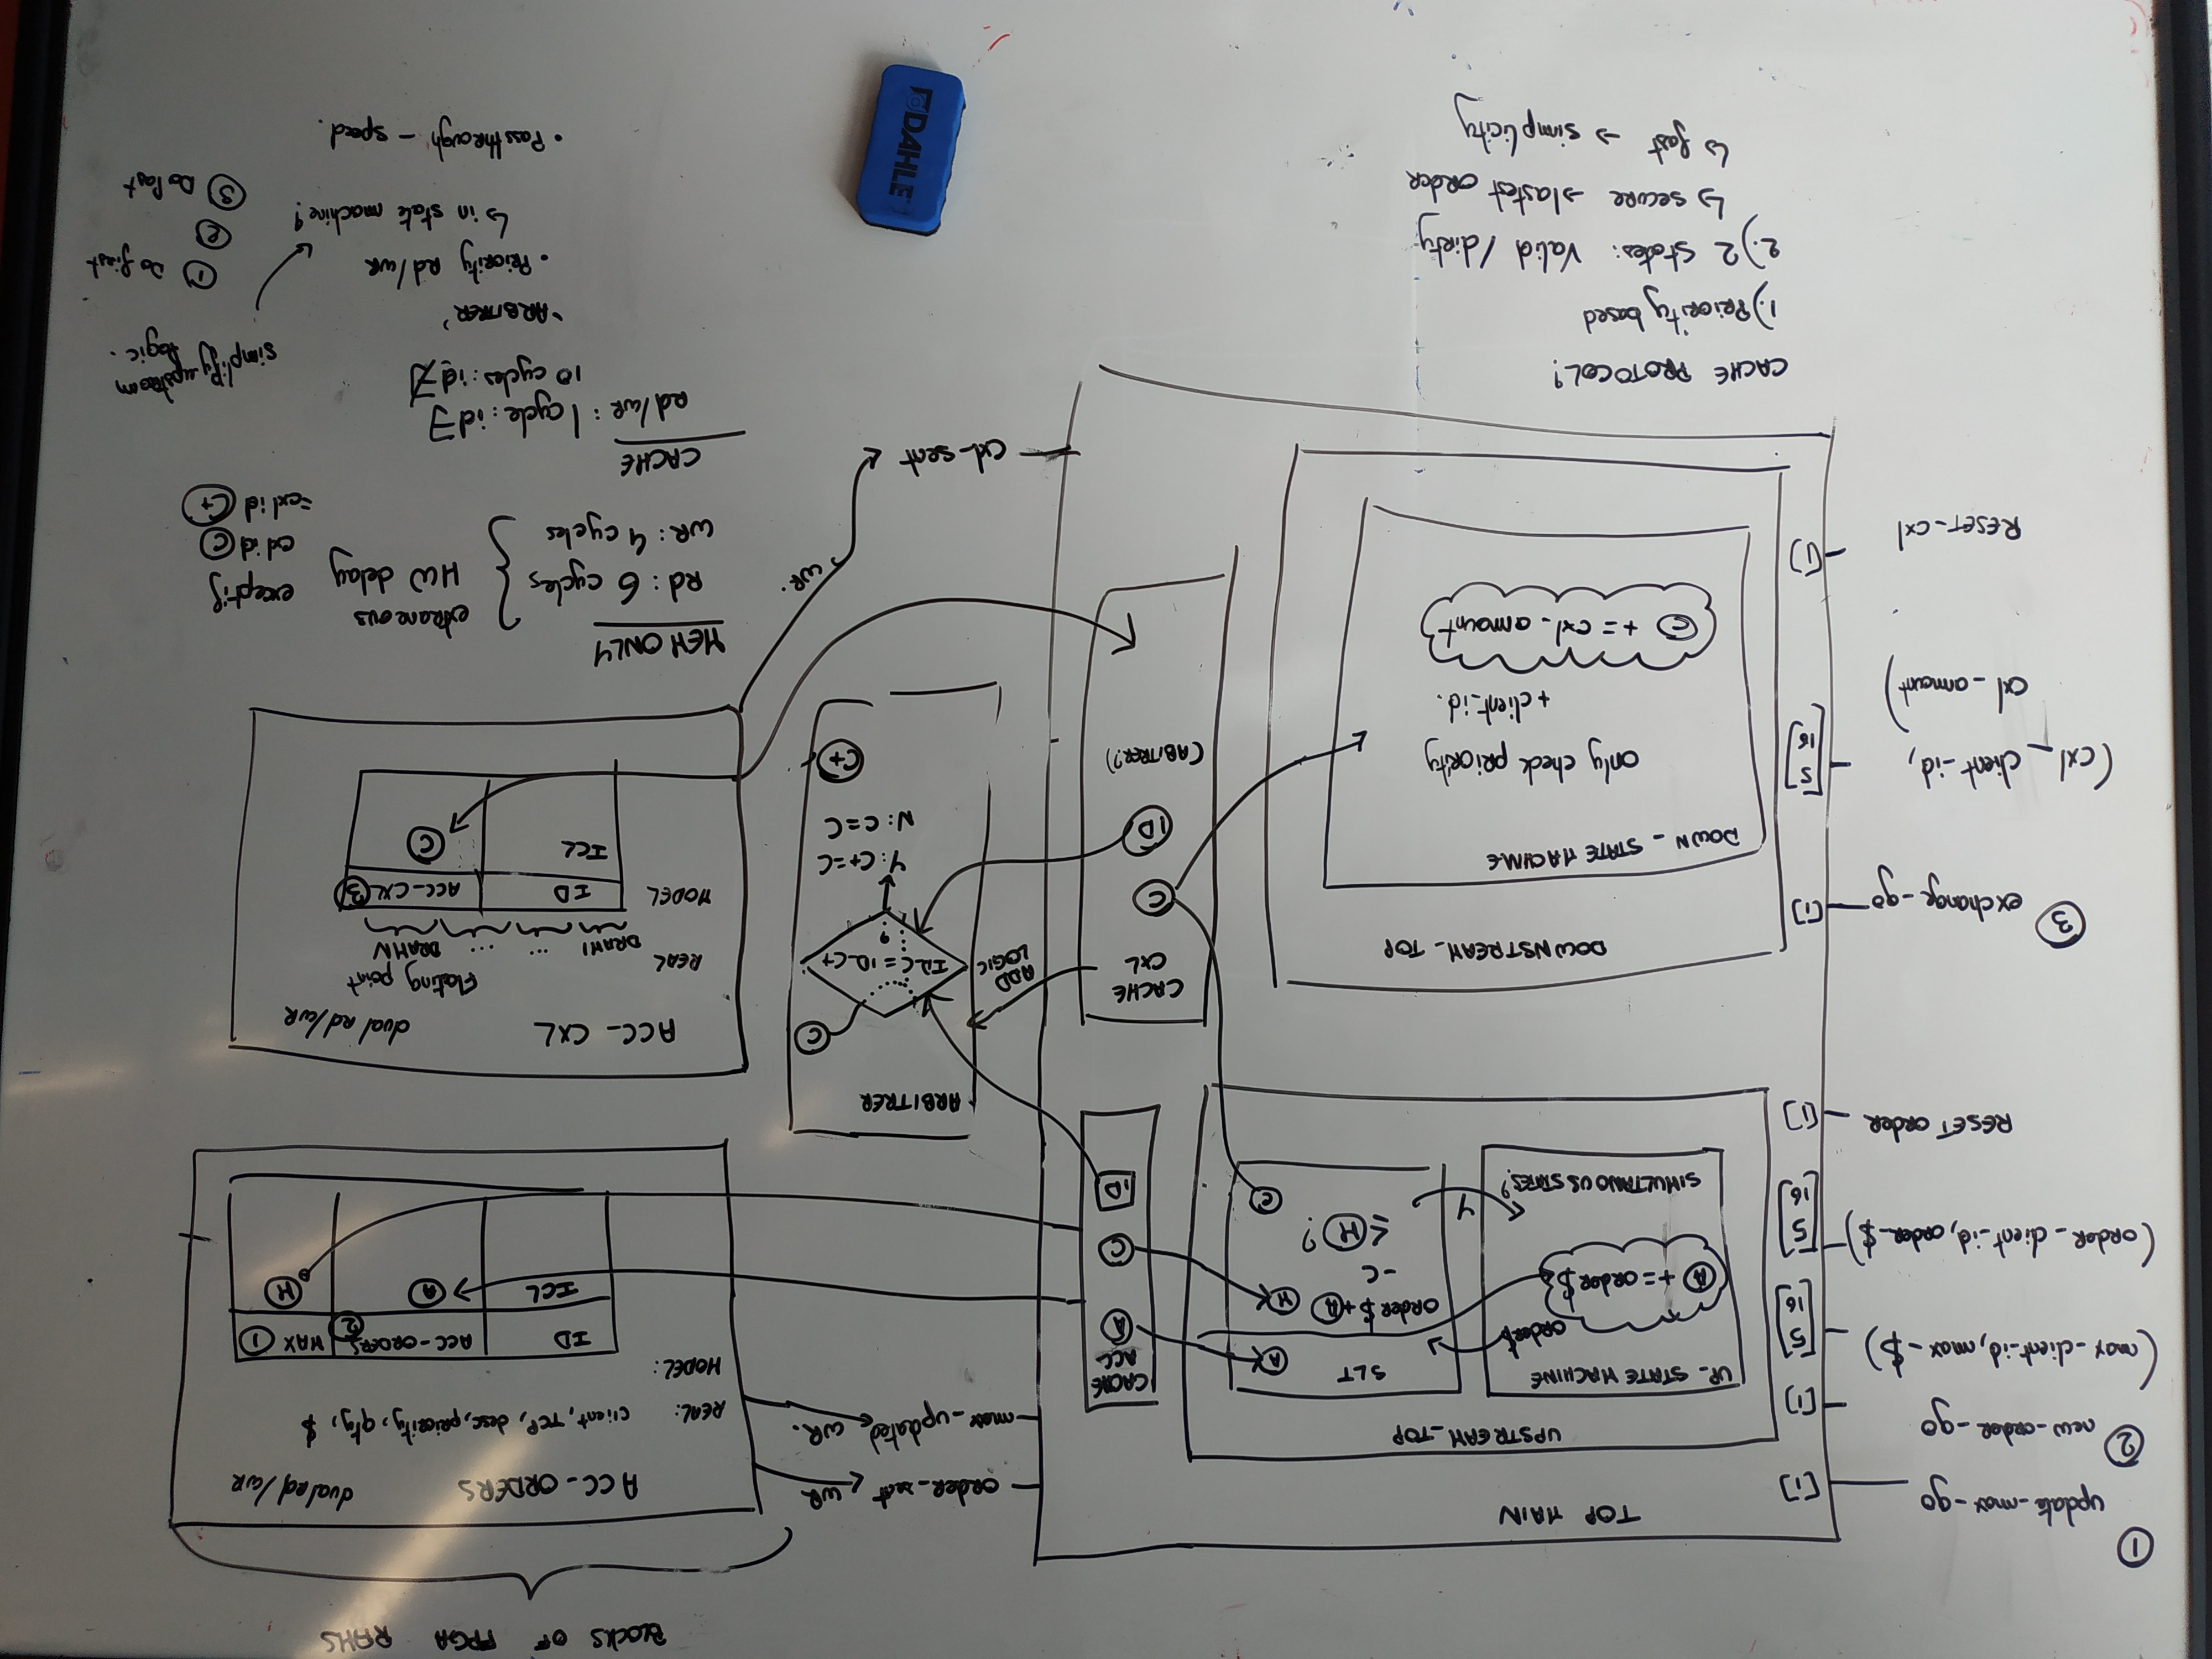 BLOCKS OF FPGA RAMS
①
update_max_go
[1]
TOP MAIN
order_sent
WR
max_updated
WR.
②
new_order_go
[1]
(max_client_id, max_$)
[5
16]
(order_client_id, order_$)
[5
16]
RESET order
[1]
UPSTREAM_TOP
UP_STATE MACHINE
order$
Ⓐ += order$
SIMULTANOUS STATES?
Y
SLT
Ⓐ
order$ + Ⓐ
Ⓜ
-C
≤ Ⓜ ?
Ⓒ
CACHE
ACC
Ⓐ
Ⓒ
ID
ACC_ORDERS
dual rd/WR
REAL: client, TCP, desc, priority, qty, $
MODEL:
ID
ACC-ORDERS ②
MAX ①
ICL
Ⓐ
Ⓜ
③
exchange_go
[1]
(cxl_client_id,
cxl_amount)
[5
16]
RESET_cxl
[1]
DOWNSTREAM_TOP
DOWN_STATE MACHINE
only check priority
+ client_id.
Ⓒ += cxl_amount
CACHE
CXL
Ⓒ
ID
(ABITRER?)
ADD
LOGIC
ARBITRER
Ⓒ
ID_C = ID_C+
?
Y: C+=C
N: C=C
C+
ACC_CXL
dual Rd/WR
Floating point
REAL
DRAM1 ... ... DRAMN
MODEL
ID
ACC_CXL ③
ICL
Ⓒ
WR.
cxl_sent
MEM ONLY
Rd: 6 cycles
WR: 4 cycles
extraneous
HW delay
except if
cxl id Ⓒ
=cxl id C+
CACHE
Rd/WR: 1 cycle: id ∃
10 cycles: id ∄
simplify upstream
logic.
'ARBITRER'
• Priority Rd/WR
↳ in state machine?
• Passthrough - speed.
① Do first
②
③ Do last
CACHE PROTOCOL?
1.) Priority based
2.) 2 States: Valid / dirty
↳ secure → lastest order
↳ fast → simplicity
DAHLE